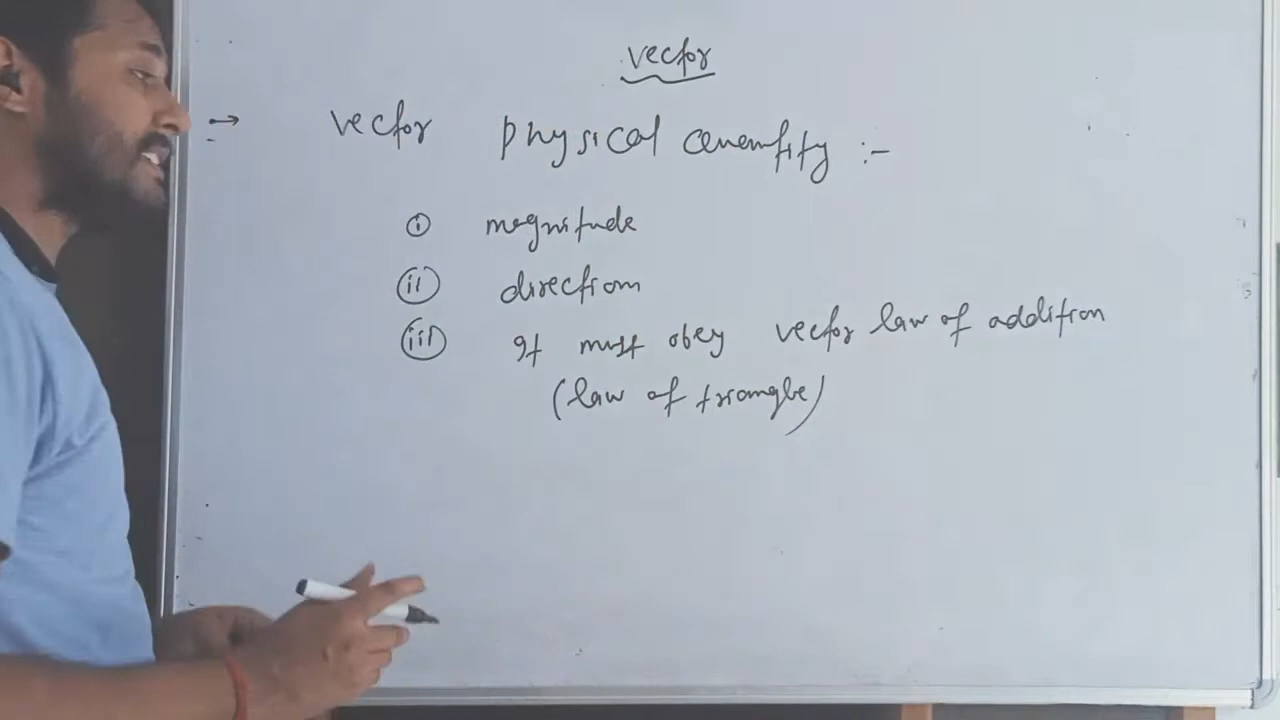 vector
→ vector physical quantity :-
(i) magnitude
(ii) direction
(iii) It must obey vector law of addition
(law of triangle)